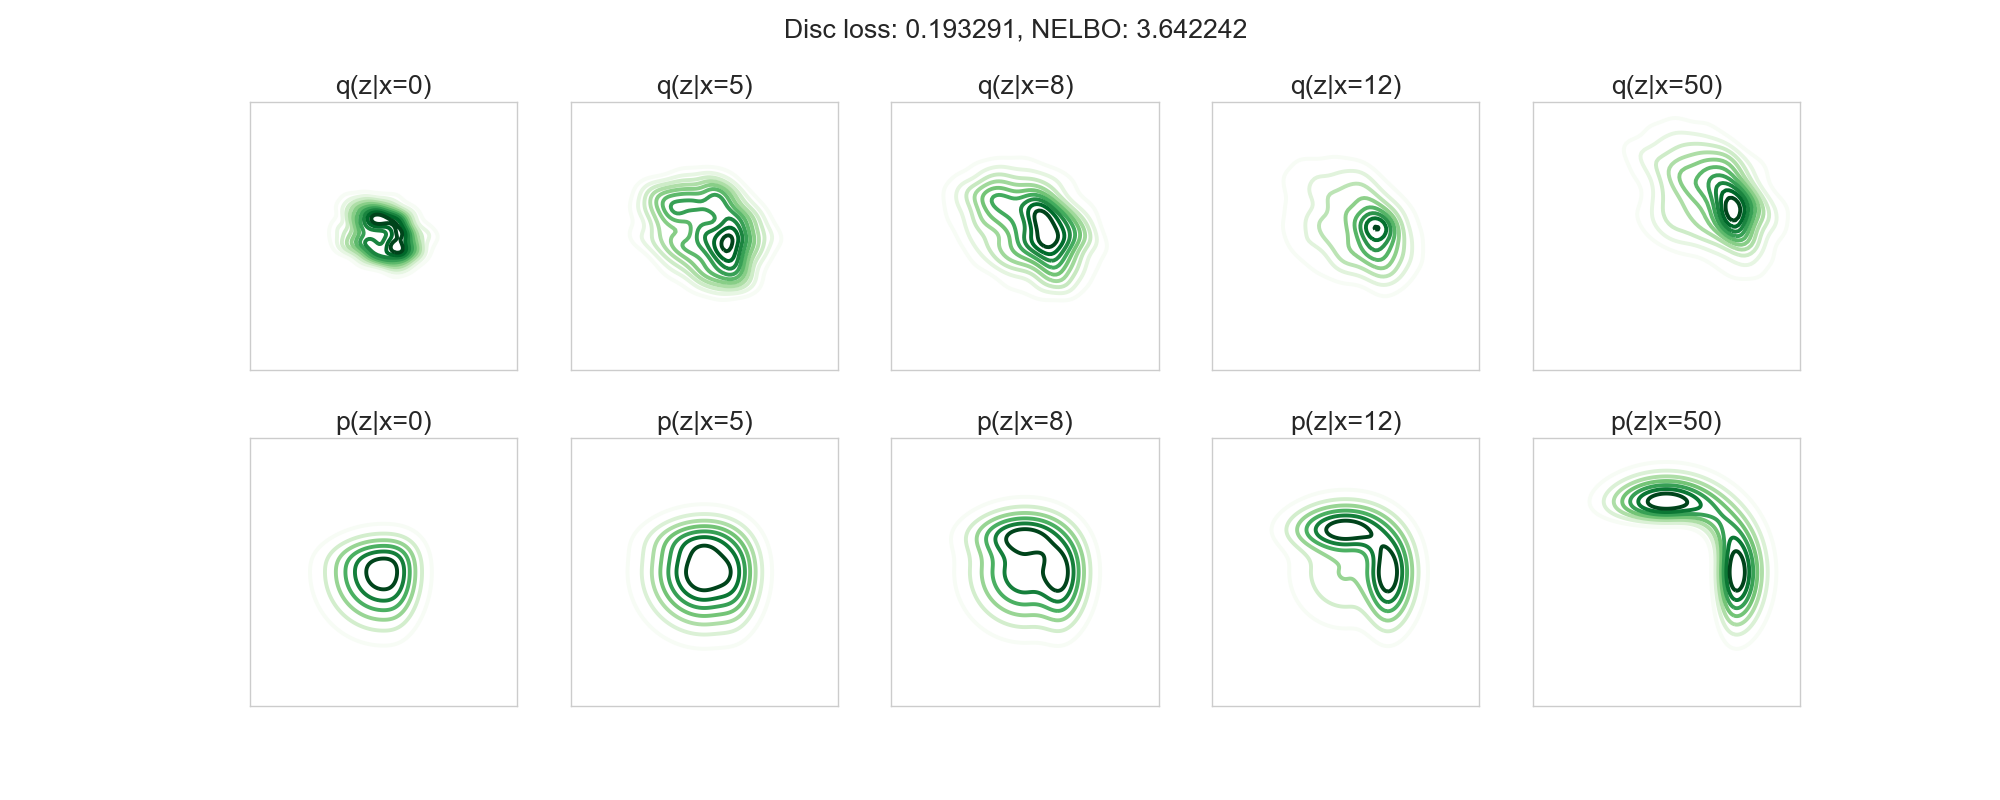 Disc loss: 0.193291, NELBO: 3.642242
q(z|x=0) q(z|x=5) q(z|x=8) q(z|x=12) q(z|x=50)
p(z|x=0) p(z|x=5) p(z|x=8) p(z|x=12) p(z|x=50)